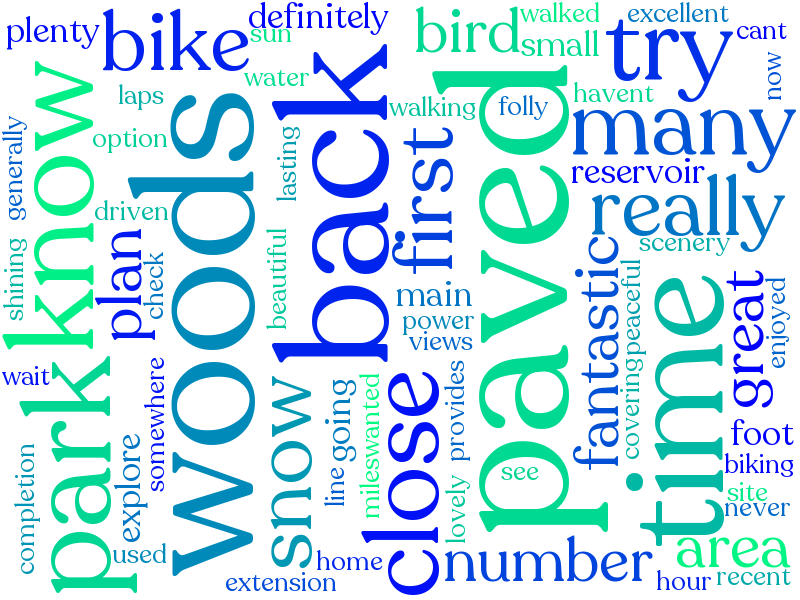 plenty
bike
definitely
sun
bird
walked
small
excellent
try
cant
know
laps
water
back
walking
folly
havent
now
generally
option
woods
lasting
first
paved
many
reservoir
driven
really
scenery
shining
plan
check
beautiful
main
power
views
fantastic
peaceful
covering
time
great
enjoyed
wait
park
somewhere
snow
going
line
mileswanted
close
provides
lovely
see
foot
biking
site
never
completion
explore
used
extension
home
number
area
hour
recent